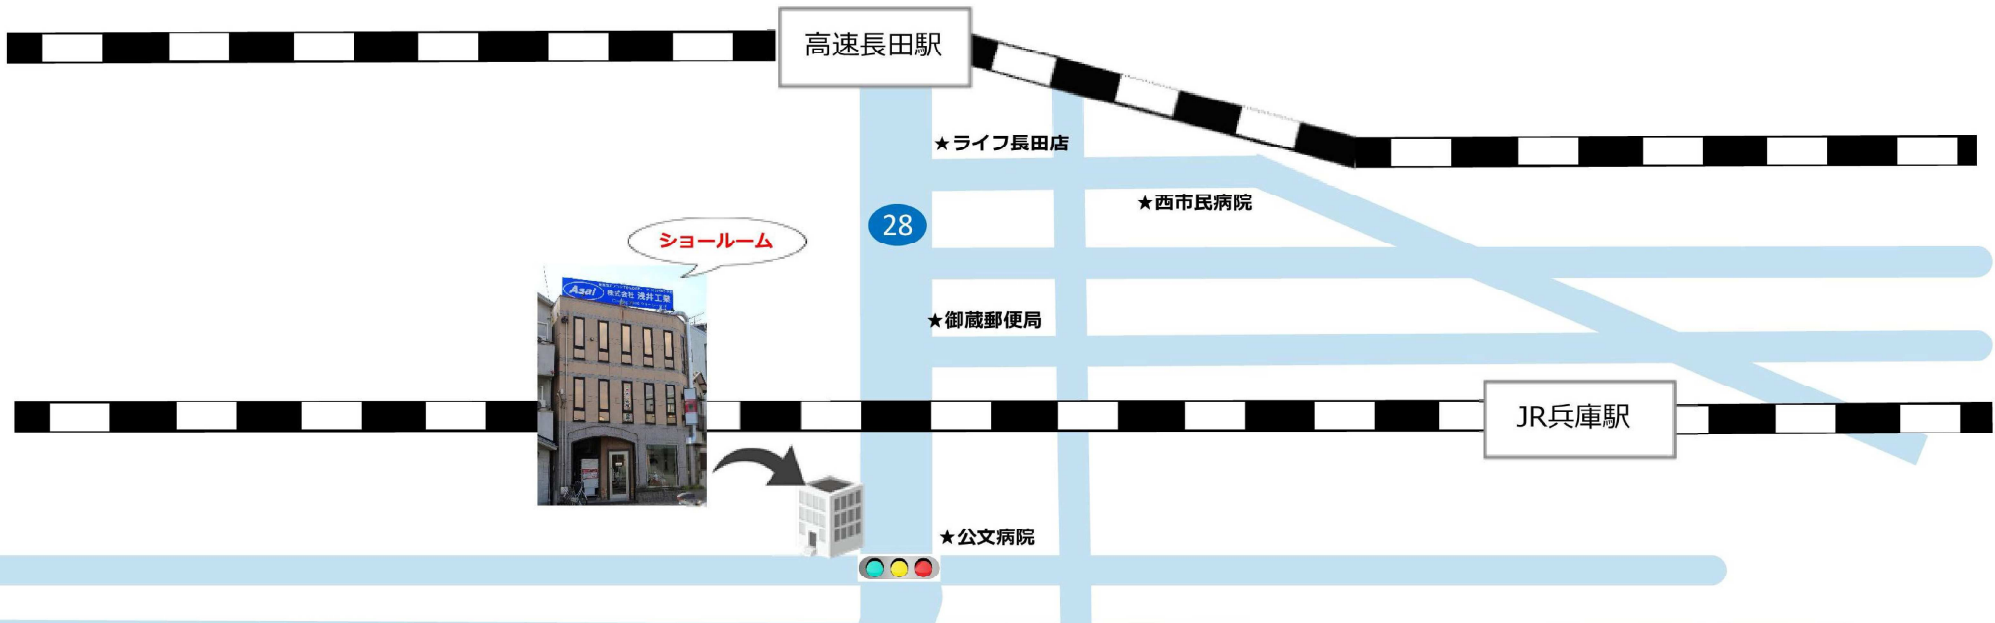 高速長田駅
★ライフ長田店
★西市民病院
28
ショールーム
Asai
株式会社 浅井工業
★御蔵郵便局
JR兵庫駅
★公文病院